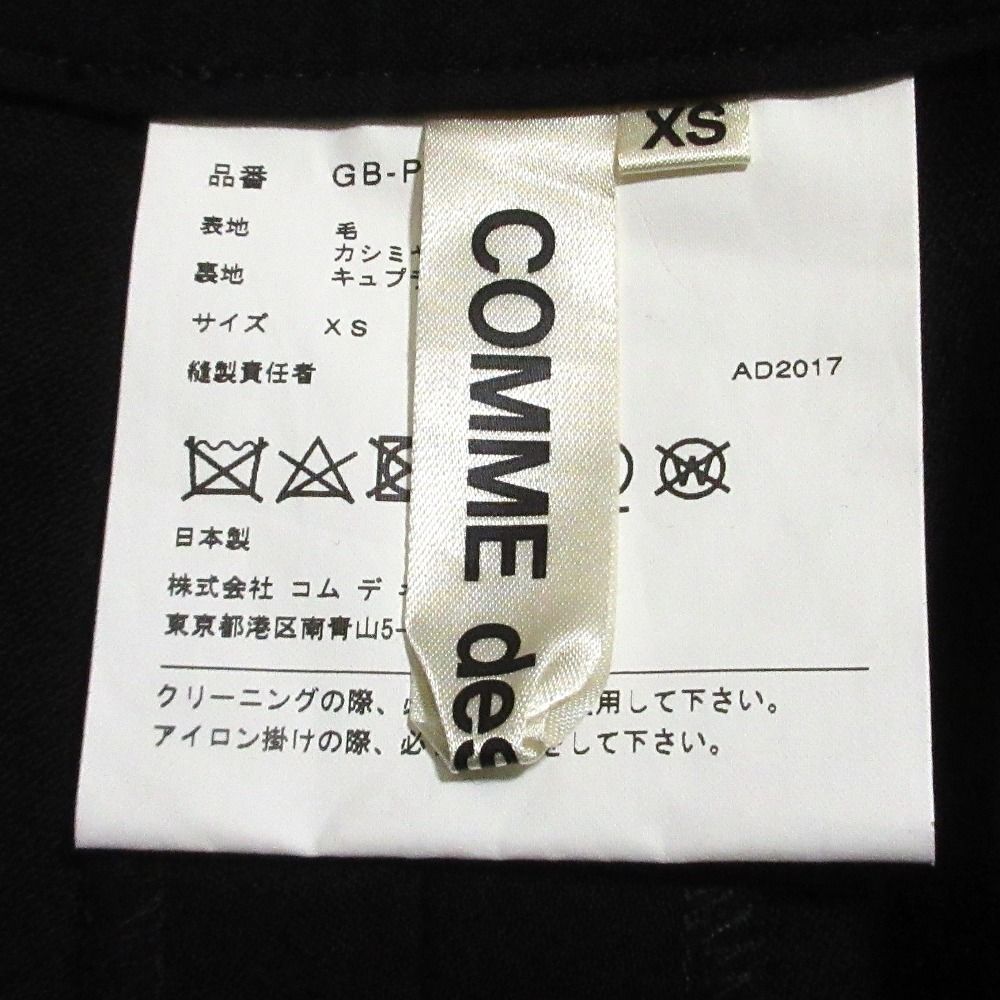 XS
品番 GB-P
表地 毛
カシミ
裏地 キュプ
サイズ XS
縫製責任者 AD2017
W
日本製
株式会社 コム デ
東京都港区南青山5-
クリーニングの際、 用して下さい。
アイロン掛けの際、必 して下さい。
COMME des